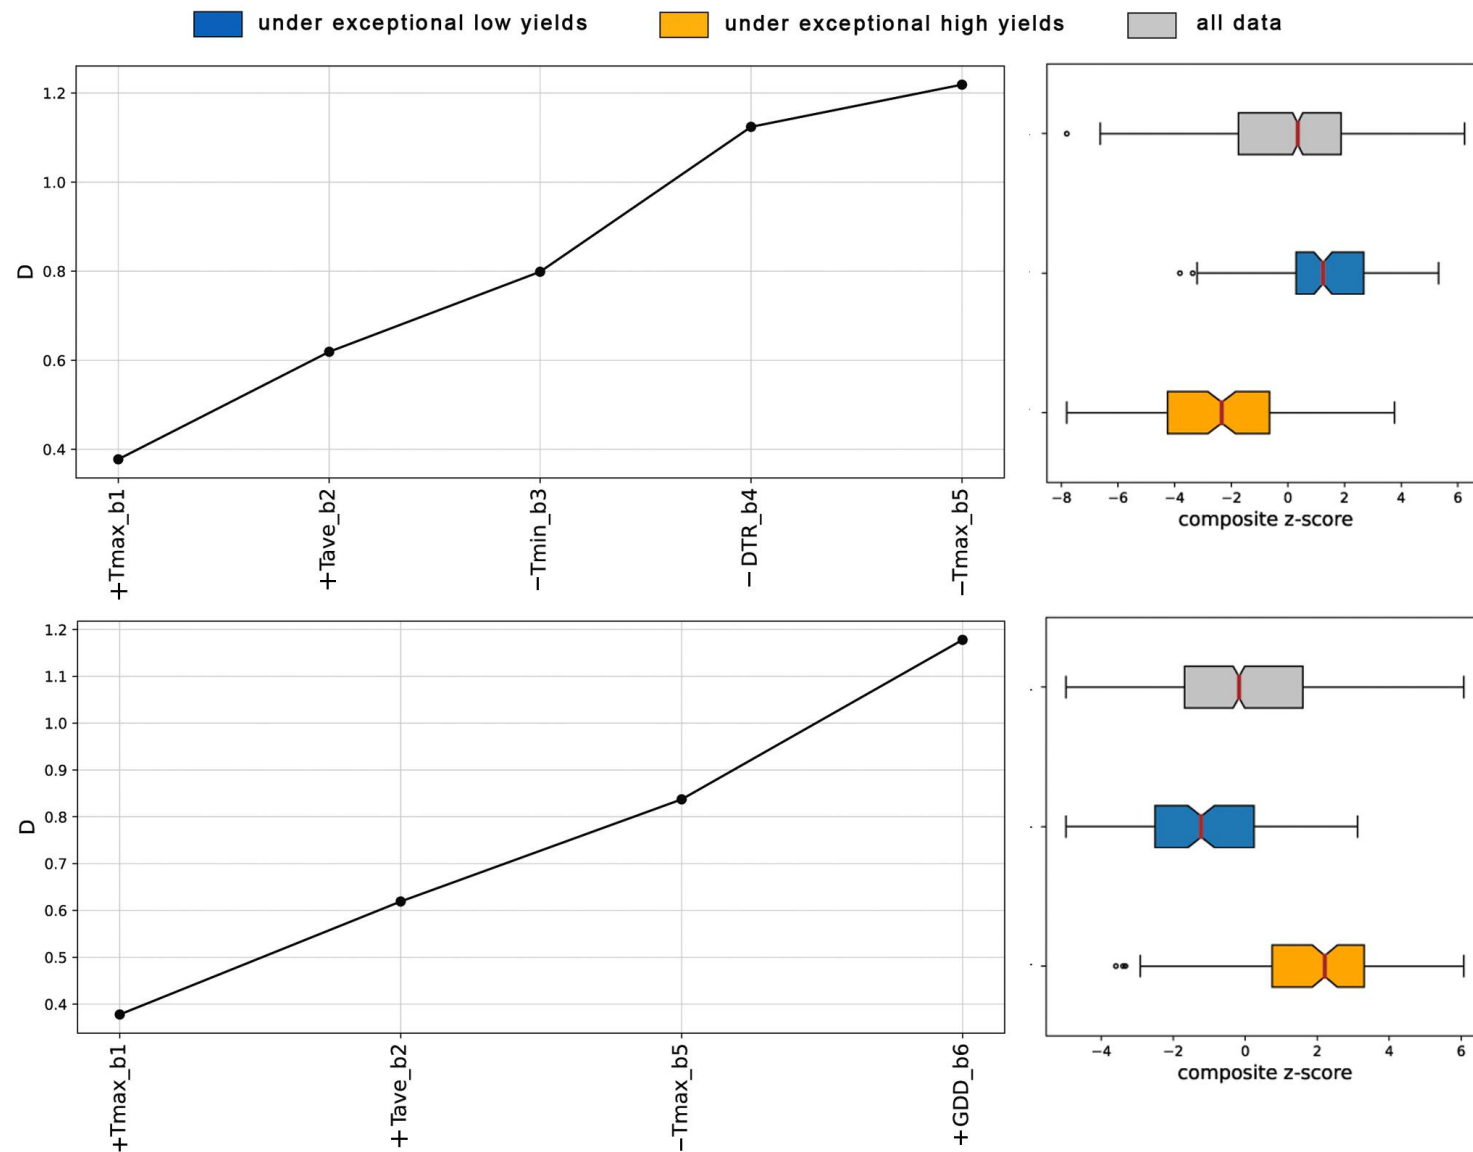 under exceptional low yields under exceptional high yields all data
1.2
1.0
0.8
0.6
0.4
D
+Tmax_b1
+Tave_b2
−Tmin_b3
−DTR_b4
−Tmax_b5
−8 −6 −4 −2 0 2 4 6
composite z-score
1.2
1.1
1.0
0.9
0.8
0.7
0.6
0.5
0.4
D
+Tmax_b1
+Tave_b2
−Tmax_b5
+GDD_b6
−4 −2 0 2 4 6
composite z-score